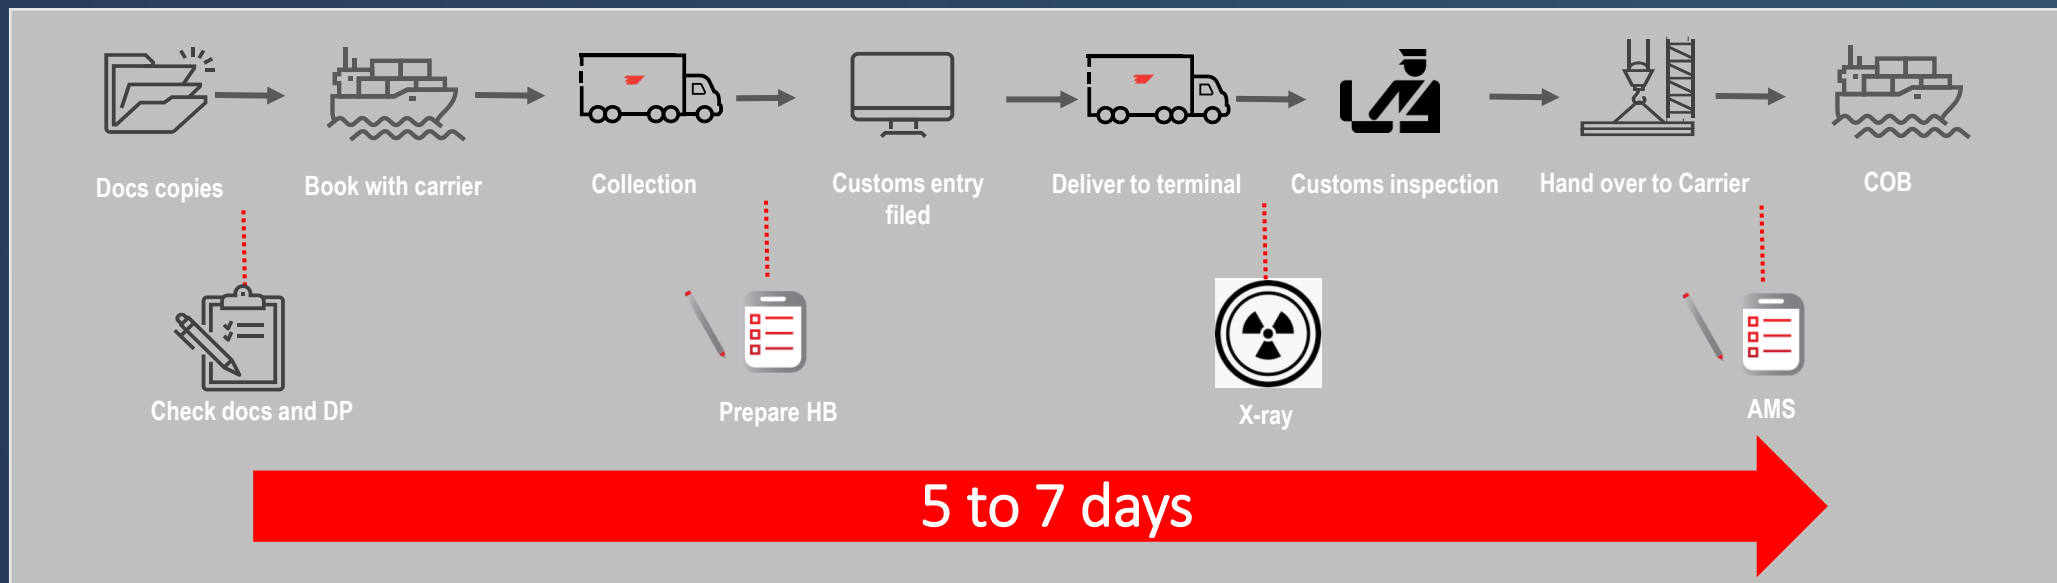 Docs copies
Book with carrier
Collection
Customs entry
filed
Deliver to terminal
Customs inspection
Hand over to Carrier
COB
Check docs and DP
Prepare HB
X-ray
AMS
5 to 7 days